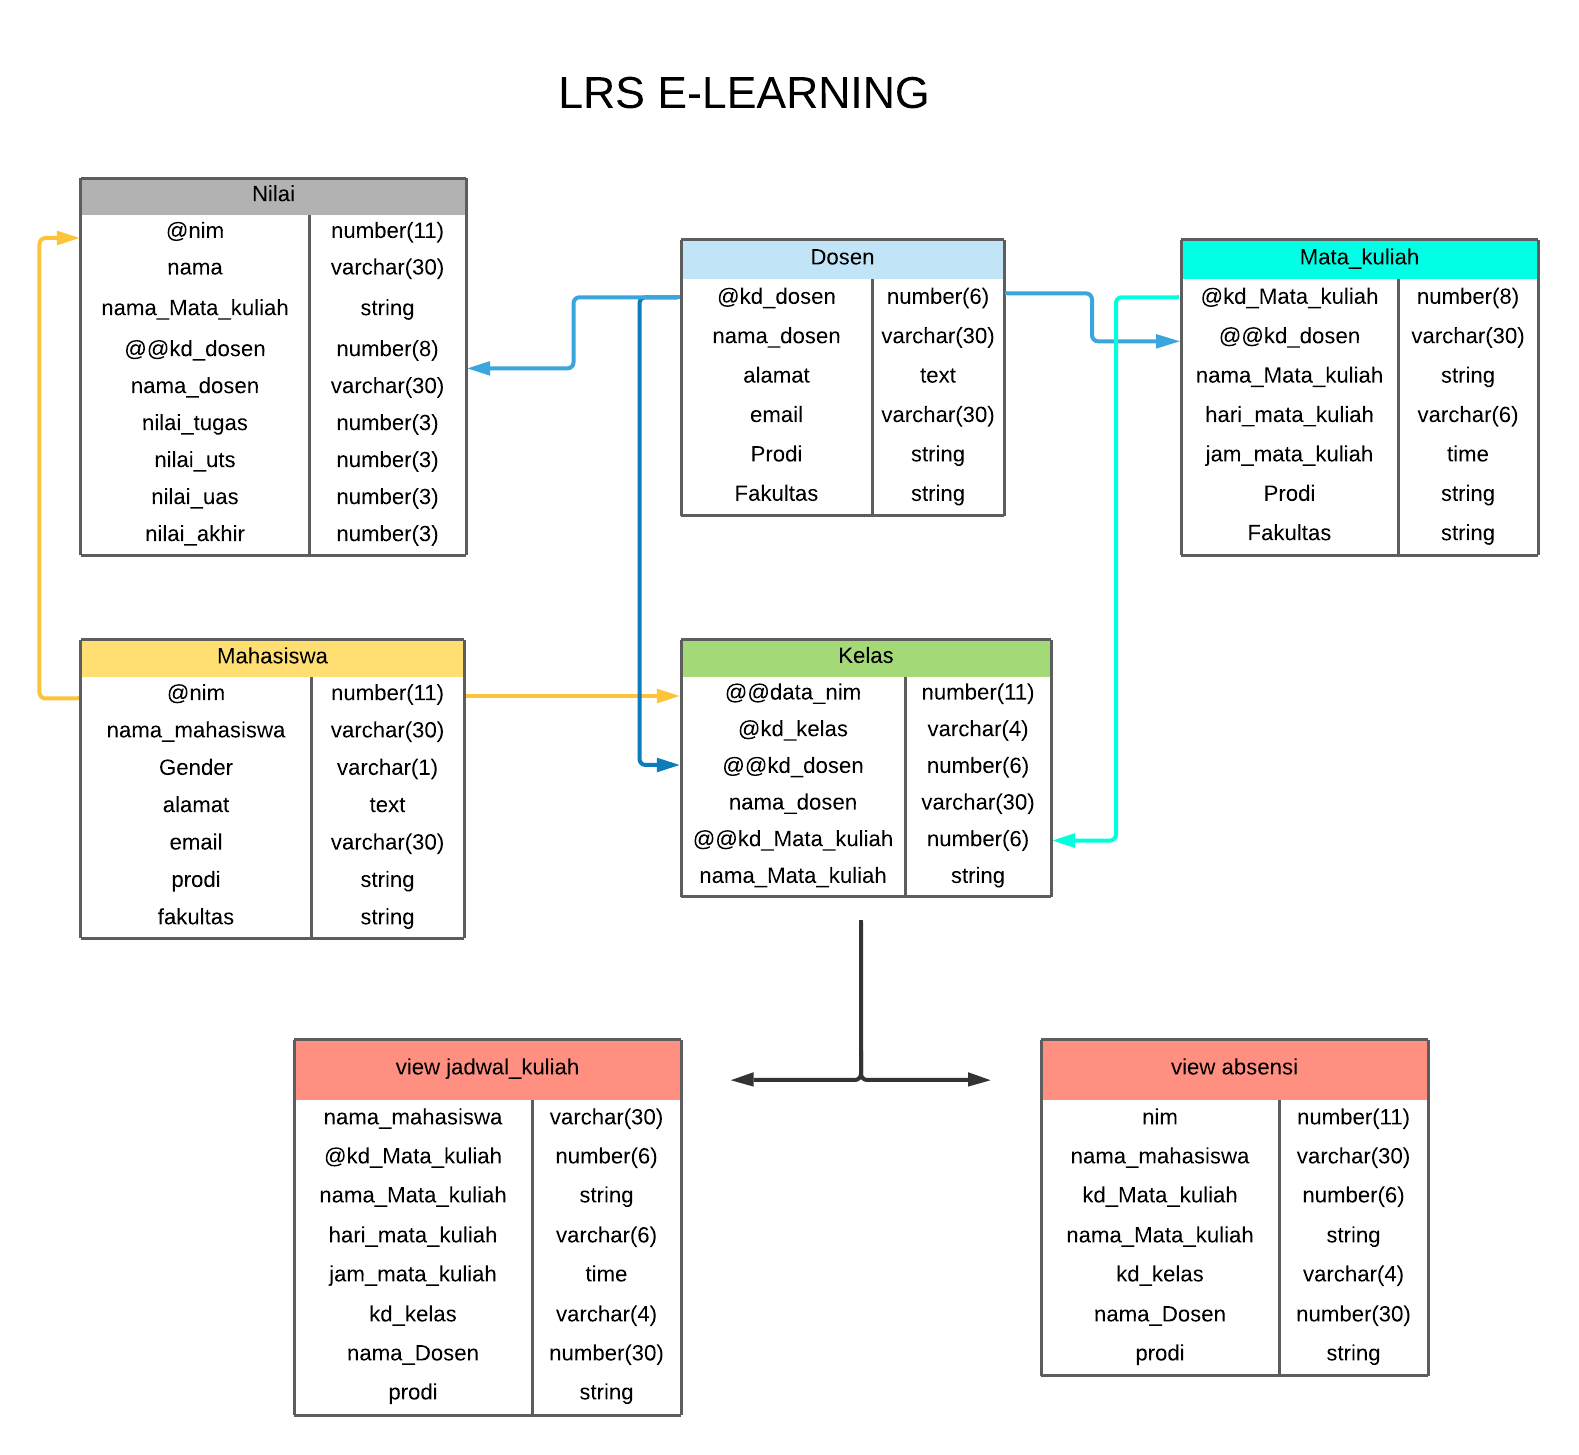 LRS E-LEARNING
Nilai
@nim number(11)
nama varchar(30)
nama_Mata_kuliah string
@@kd_dosen number(8)
nama_dosen varchar(30)
nilai_tugas number(3)
nilai_uts number(3)
nilai_uas number(3)
nilai_akhir number(3)
Dosen
@kd_dosen number(6)
nama_dosen varchar(30)
alamat text
email varchar(30)
Prodi string
Fakultas string
Mata_kuliah
@kd_Mata_kuliah number(8)
@@kd_dosen varchar(30)
nama_Mata_kuliah string
hari_mata_kuliah varchar(6)
jam_mata_kuliah time
Prodi string
Fakultas string
Mahasiswa
@nim number(11)
nama_mahasiswa varchar(30)
Gender varchar(1)
alamat text
email varchar(30)
prodi string
fakultas string
Kelas
@@data_nim number(11)
@kd_kelas varchar(4)
@@kd_dosen number(6)
nama_dosen varchar(30)
@@kd_Mata_kuliah number(6)
nama_Mata_kuliah string
view jadwal_kuliah
nama_mahasiswa varchar(30)
@kd_Mata_kuliah number(6)
nama_Mata_kuliah string
hari_mata_kuliah varchar(6)
jam_mata_kuliah time
kd_kelas varchar(4)
nama_Dosen number(30)
prodi string
view absensi
nim number(11)
nama_mahasiswa varchar(30)
kd_Mata_kuliah number(6)
nama_Mata_kuliah string
kd_kelas varchar(4)
nama_Dosen number(30)
prodi string